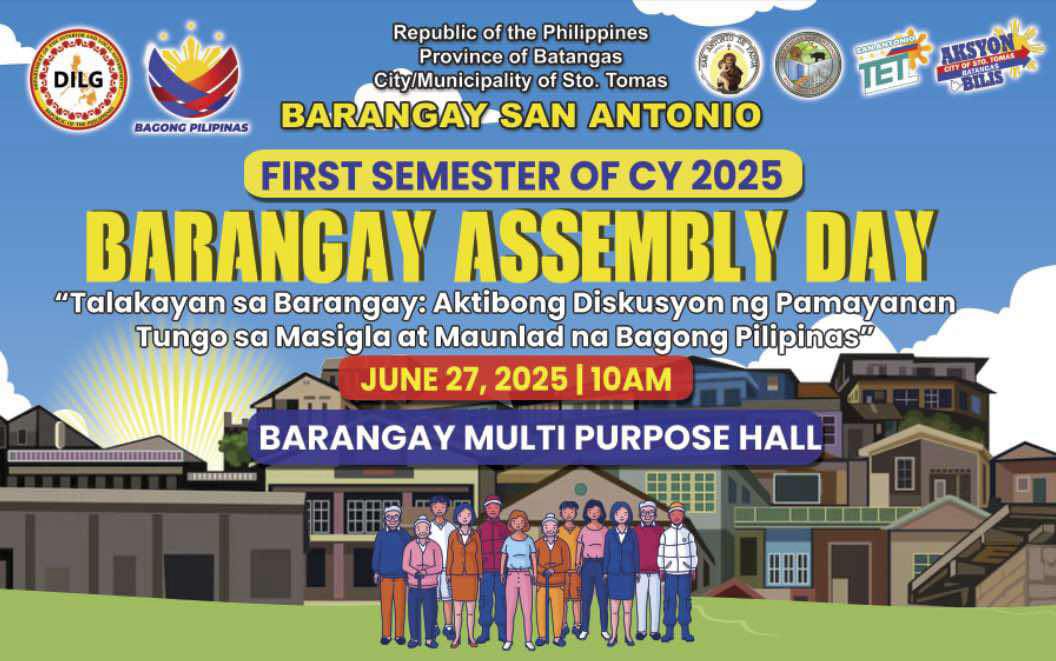 Republic of the Philippines
Province of Batangas
City/Municipality of Sto. Tomas
BARANGAY SAN ANTONIO
DILG
BAGONG PILIPINAS
SAN ANTONIO
TET
AKSYON
CITY OF STO. TOMAS
BATANGAS
BILIS
FIRST SEMESTER OF CY 2025
BARANGAY ASSEMBLY DAY
“Talakayan sa Barangay: Aktibong Diskusyon ng Pamayanan
Tungo sa Masigla at Maunlad na Bagong Pilipinas”
JUNE 27, 2025 | 10AM
BARANGAY MULTI PURPOSE HALL